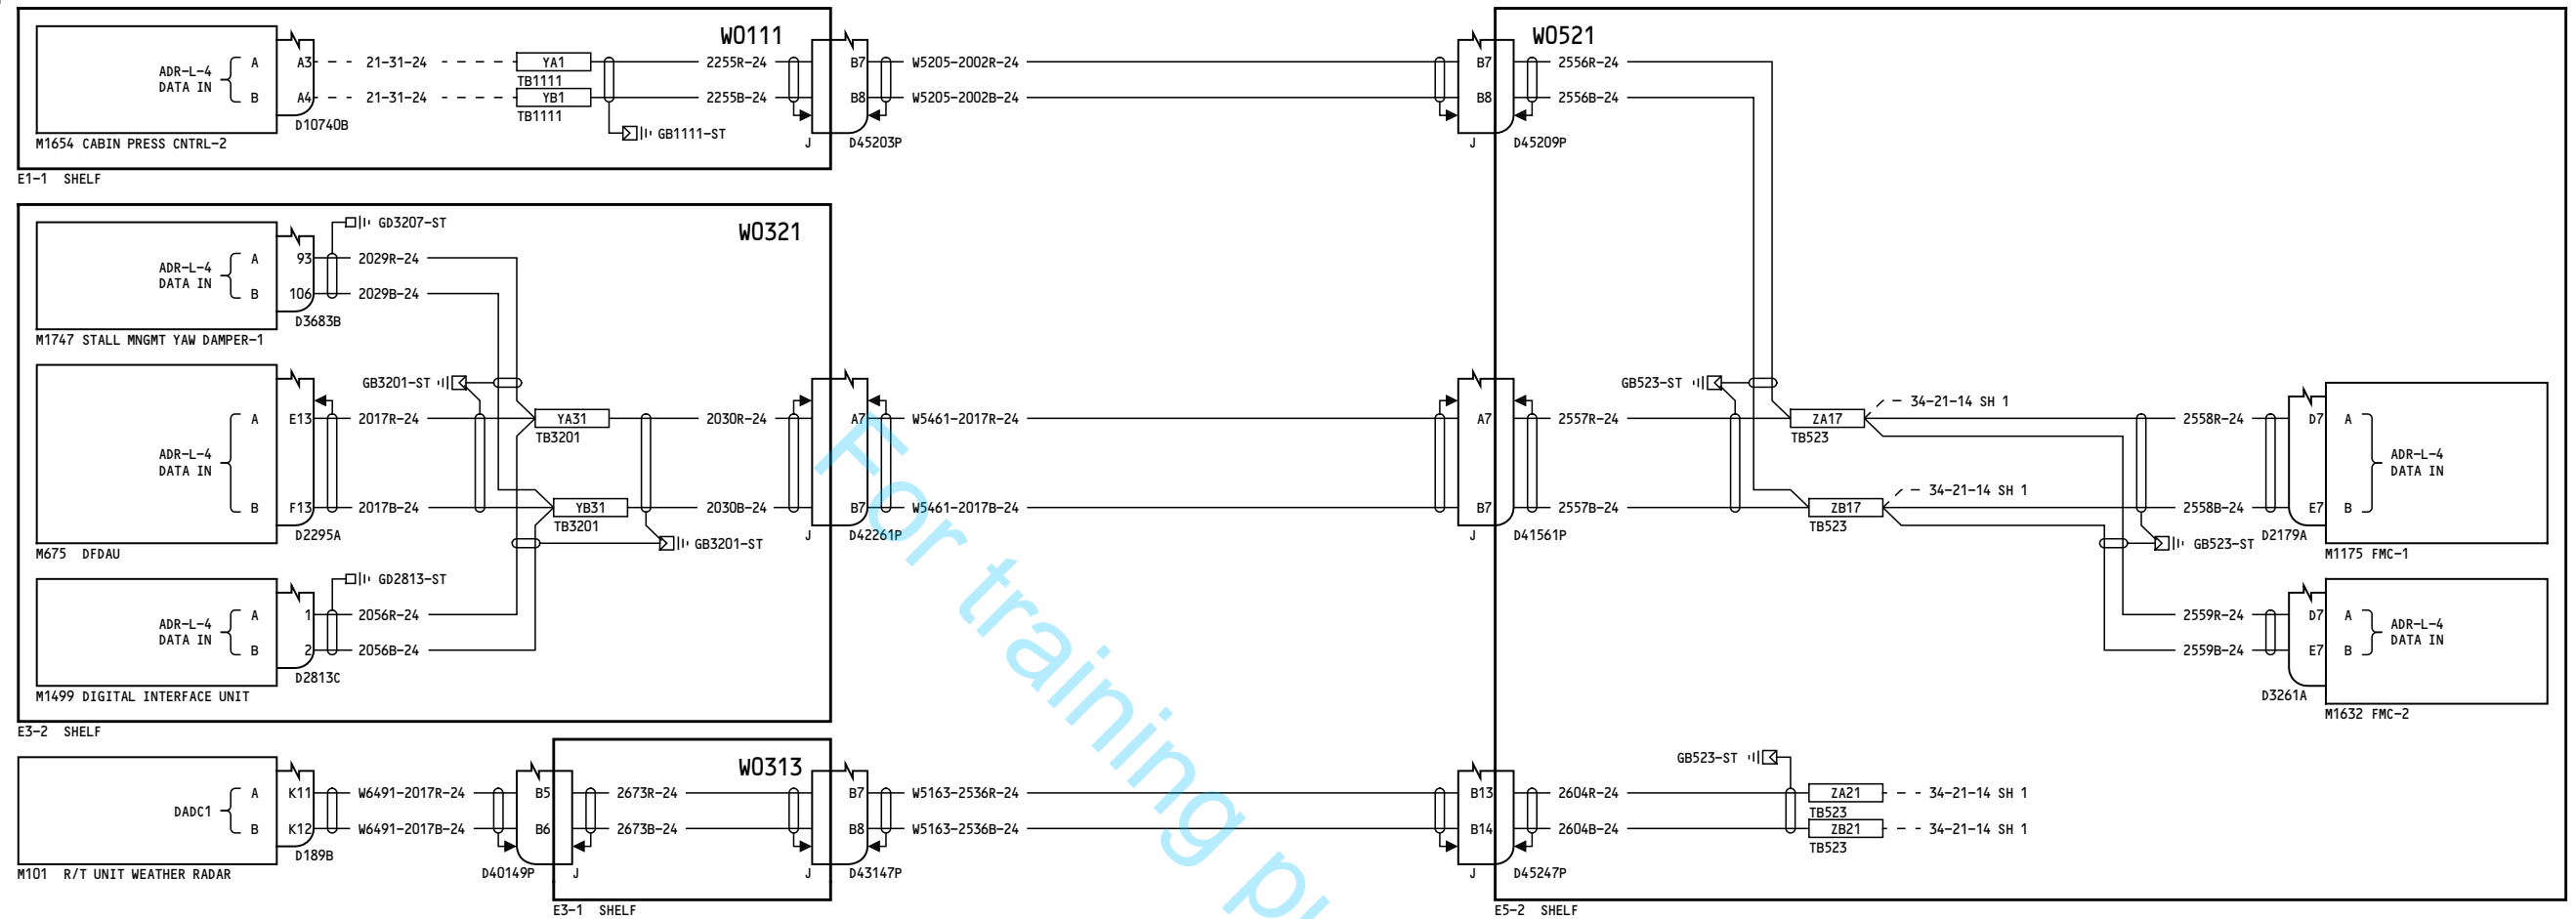 W0111
ADR-L-4
DATA IN
A
B
A3
A4
21-31-24
21-31-24
YA1
TB1111
YB1
TB1111
GB1111-ST
2255R-24
2255B-24
D10740B
M1654 CABIN PRESS CNTRL-2
E1-1 SHELF
B7
B8
J
D45203P
W5205-2002R-24
W5205-2002B-24
B7
B8
J
D45209P
W0521
2556R-24
2556B-24
W0321
GD3207-ST
ADR-L-4
DATA IN
A
B
93
106
2029R-24
2029B-24
D3683B
M1747 STALL MNGMT YAW DAMPER-1
GB3201-ST
ADR-L-4
DATA IN
A
B
E13
F13
2017R-24
2017B-24
D2295A
M675 DFDAU
YA31
TB3201
YB31
TB3201
GB3201-ST
2030R-24
2030B-24
A7
B7
J
D42261P
W5461-2017R-24
W5461-2017B-24
A7
B7
J
D41561P
2557R-24
2557B-24
GB523-ST
ZA17
TB523
ZB17
TB523
34-21-14 SH 1
34-21-14 SH 1
2558R-24
2558B-24
GB523-ST
D7
E7
D2179A
A
B
ADR-L-4
DATA IN
M1175 FMC-1
GD2813-ST
ADR-L-4
DATA IN
A
B
1
2
2056R-24
2056B-24
D2813C
M1499 DIGITAL INTERFACE UNIT
E3-2 SHELF
2559R-24
2559B-24
D7
E7
D3261A
A
B
ADR-L-4
DATA IN
M1632 FMC-2
W0313
DADC1
A
B
K11
K12
D189B
M101 R/T UNIT WEATHER RADAR
W6491-2017R-24
W6491-2017B-24
B5
B6
D40149P
J
2673R-24
2673B-24
B7
B8
J
D43147P
E3-1 SHELF
W5163-2536R-24
W5163-2536B-24
B13
B14
J
D45247P
2604R-24
2604B-24
GB523-ST
ZA21
TB523
ZB21
TB523
34-21-14 SH 1
34-21-14 SH 1
E5-2 SHELF
For training